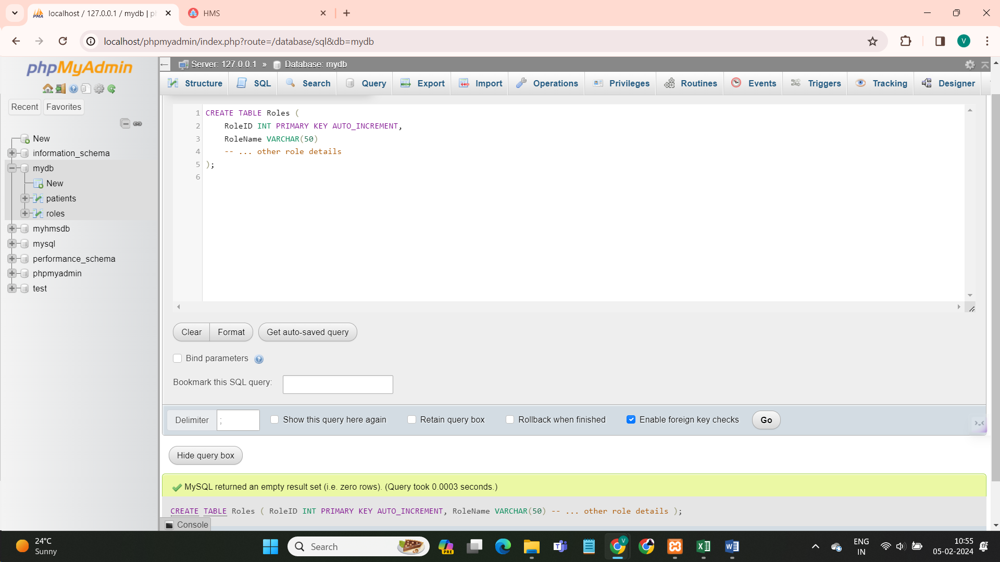 localhost / 127.0.0.1 / mydb | ph
HMS
localhost/phpmyadmin/index.php?route=/database/sql&db=mydb
V
phpMyAdmin
Recent
Favorites
New
information_schema
mydb
New
patients
roles
myhmsdb
mysql
performance_schema
phpmyadmin
test
Server: 127.0.0.1 » Database: mydb
Structure SQL Search Query Export Import Operations Privileges Routines Events Triggers Tracking Designer
1 CREATE TABLE Roles (
2 RoleID INT PRIMARY KEY AUTO_INCREMENT,
3 RoleName VARCHAR(50)
4 -- ... other role details
5 );
6
Clear Format Get auto-saved query
Bind parameters
Bookmark this SQL query:
Delimiter ; Show this query here again Retain query box Rollback when finished Enable foreign key checks Go
Hide query box
MySQL returned an empty result set (i.e. zero rows). (Query took 0.0003 seconds.)
CREATE TABLE Roles ( RoleID INT PRIMARY KEY AUTO_INCREMENT, RoleName VARCHAR(50) -- ... other role details );
Console
24°C
Sunny
Search
PRE
ENG
IN
10:55
05-02-2024